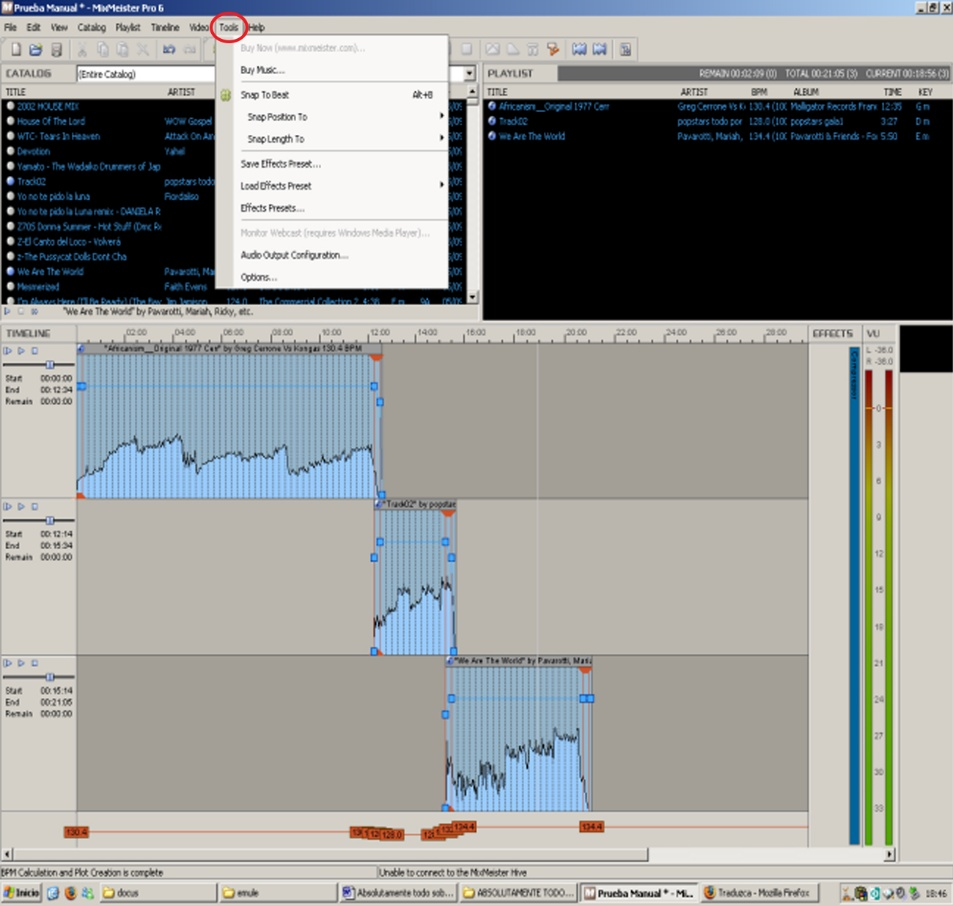 Prueba Manual * - MixMeister Pro 6
File Edit View Catalog Playlist Timeline Video Tools Help
Buy Now (www.mixmeister.com)...
Buy Music...
Snap To Beat Alt+B
Snap Position To
Snap Length To
Save Effects Preset...
Load Effects Preset
Effects Presets...
Monitor Webcast (requires Windows Media Player)...
Audio Output Configuration...
Options...
CATALOG (Entire Catalog)
TITLE ARTIST
2002 HOUSE MIX
House Of The Lord WOW Gospel
WTC- Tears In Heaven Attack On Am
Devotion Yahel
Yamato - The Wadaiko Drummers of Jap
Track02 popstars todo
Yo no te pido la luna Fiordaliso
Yo no te pido la Luna remix - DANIELA R
Z705 Donna Summer - Hot Stuff (Dmc Re
Z-El Canto del Loco - Volverá
z-The Pussycat Dolls Dont Cha
We Are The World Pavarotti, Ma
Mesmerized Faith Evens
I'm Always Here (I'll Be Ready) (The Bay Jim Jamison 124.0 The Commercial Collection 2 4:38 F m 9A
"We Are The World" by Pavarotti, Mariah, Ricky, etc.
PLAYLIST REMAIN 00:02:09 (0) TOTAL 00:21:05 (3) CURRENT 00:18:56 (3)
TITLE ARTIST BPM ALBUM TIME KEY
Africanism__Original 1977 Cerr Greg Cerrone Vs K 130.4 (100 Malligator Records Fran 12:35 G m
Track02 popstars todo por 128.0 (100 popstars gala1 3:27 D m
We Are The World Pavarotti, Mariah, 134.4 (100 Pavarotti & Friends - Fo 5:50 E m
TIMELINE 02:00 04:00 06:00 08:00 10:00 12:00 14:00 16:00 18:00 20:00 22:00 24:00 26:00 28:00 EFFECTS VU
"Africanism__Original 1977 Cerr" by Greg Cerrone Vs Kongas 130.4 BPM
Start 00:00:00
End 00:12:34
Remain 00:00:00
"Track02" by popstar
Start 00:12:14
End 00:15:34
Remain 00:00:00
"We Are The World" by Pavarotti, Maria
Start 00:15:14
End 00:21:05
Remain 00:00:00
Compressor
L -36.0
R -36.0
0
3
6
9
12
15
18
21
24
27
30
33
130.4 128.0 134.4 134.4
BPM Calculation and Plot Creation is complete Unable to connect to the MixMeister Hive
Inicio docus emule Absolutamente todo sob... ABSOLUTAMENTE TODO... Prueba Manual * - Mi... Traduzca - Mozilla Firefox 18:46